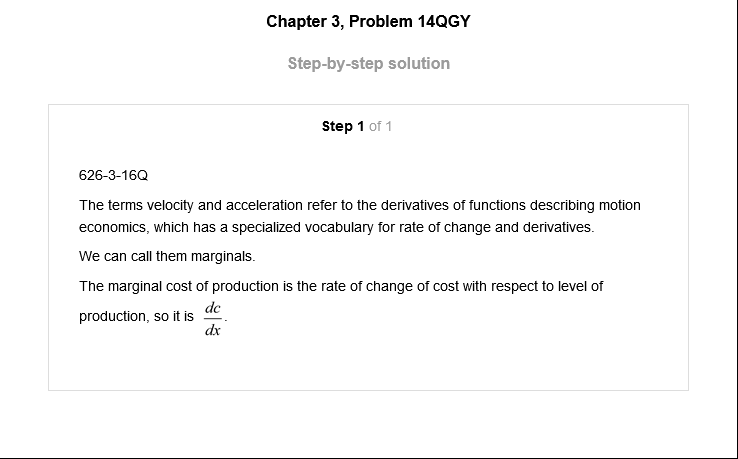 Chapter 3, Problem 14QGY
Step-by-step solution
Step 1 of 1
626-3-16Q
The terms velocity and acceleration refer to the derivatives of functions describing motion
economics, which has a specialized vocabulary for rate of change and derivatives.
We can call them marginals.
The marginal cost of production is the rate of change of cost with respect to level of
production, so it is dc/dx.